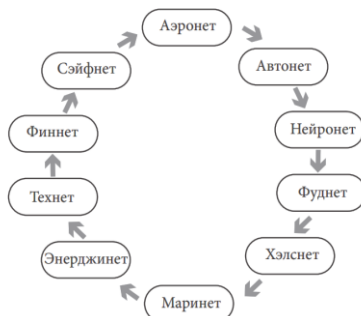 Аэронет
Автонет
Нейронет
Фуднет
Хэлснет
Маринет
Энерджинет
Технет
Финнет
Сэйфнет